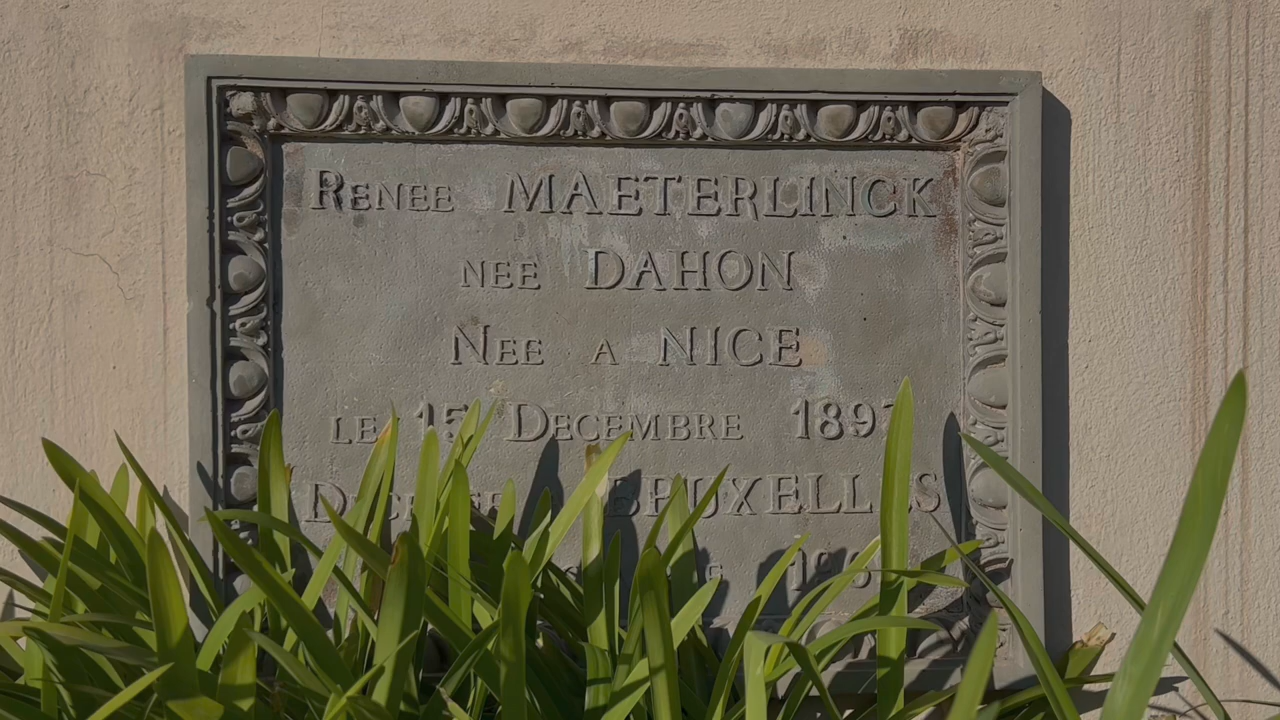 RENEE MAETERLINCK
NEE DAHON
NEE A NICE
LE 15 DECEMBRE
BRUXELLES